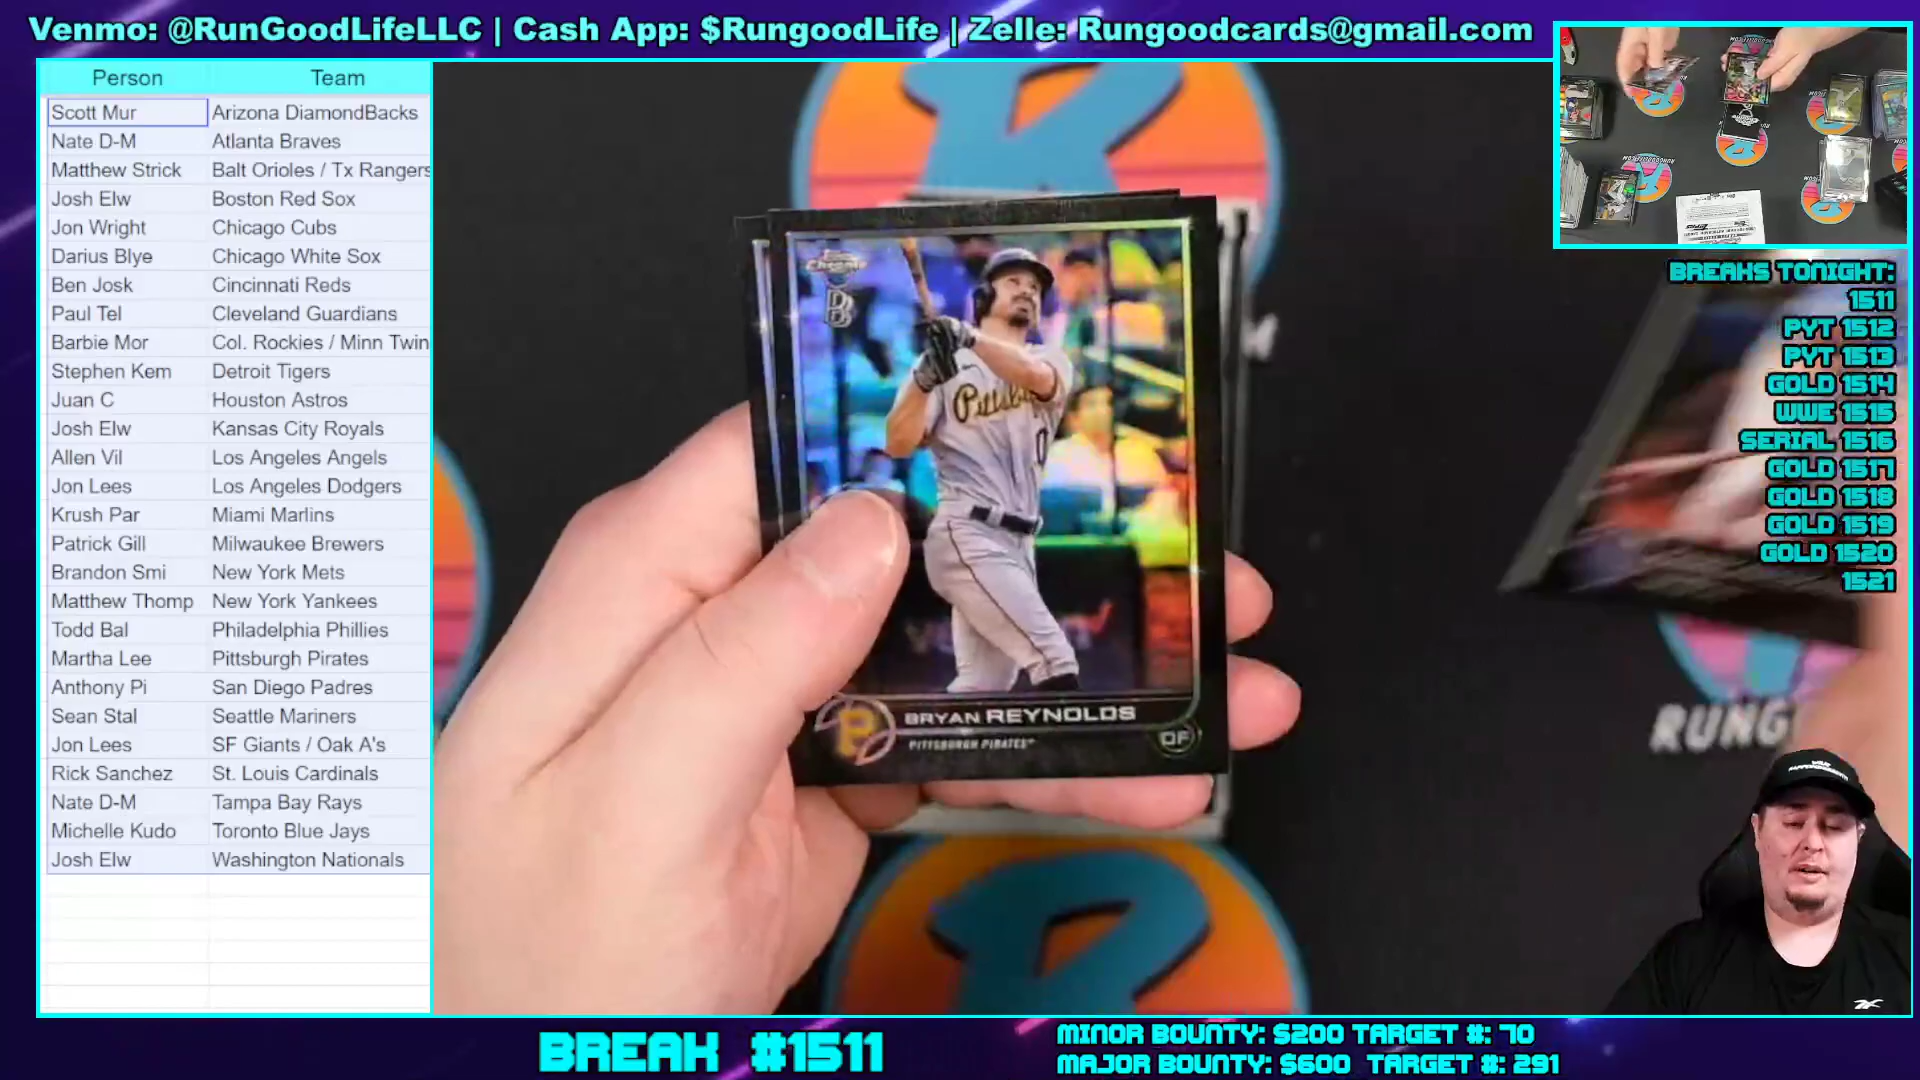 Venmo: @RunGoodLifeLLC | Cash App: $RungoodLife | Zelle: Rungoodcards@gmail.com
Person Team
Scott Mur Arizona DiamondBacks
Nate D-M Atlanta Braves
Matthew Strick Balt Orioles / Tx Rangers
Josh Elw Boston Red Sox
Jon Wright Chicago Cubs
Darius Blye Chicago White Sox
Ben Josk Cincinnati Reds
Paul Tel Cleveland Guardians
Barbie Mor Col. Rockies / Minn Twin
Stephen Kem Detroit Tigers
Juan C Houston Astros
Josh Elw Kansas City Royals
Allen Vil Los Angeles Angels
Jon Lees Los Angeles Dodgers
Krush Par Miami Marlins
Patrick Gill Milwaukee Brewers
Brandon Smi New York Mets
Matthew Thomp New York Yankees
Todd Bal Philadelphia Phillies
Martha Lee Pittsburgh Pirates
Anthony Pi San Diego Padres
Sean Stal Seattle Mariners
Jon Lees SF Giants / Oak A's
Rick Sanchez St. Louis Cardinals
Nate D-M Tampa Bay Rays
Michelle Kudo Toronto Blue Jays
Josh Elw Washington Nationals
Chrome
Pittsbu
BRYAN REYNOLDS
PITTSBURGH PIRATES
OF
RUNG
BREAKS TONIGHT:
1511
PYT 1512
PYT 1513
GOLD 1514
WWE 1515
SERIAL 1516
GOLD 1517
GOLD 1518
GOLD 1519
GOLD 1520
1521
BREAK #1511
MINOR BOUNTY: $200 TARGET #: 70
MAJOR BOUNTY: $600 TARGET #: 291